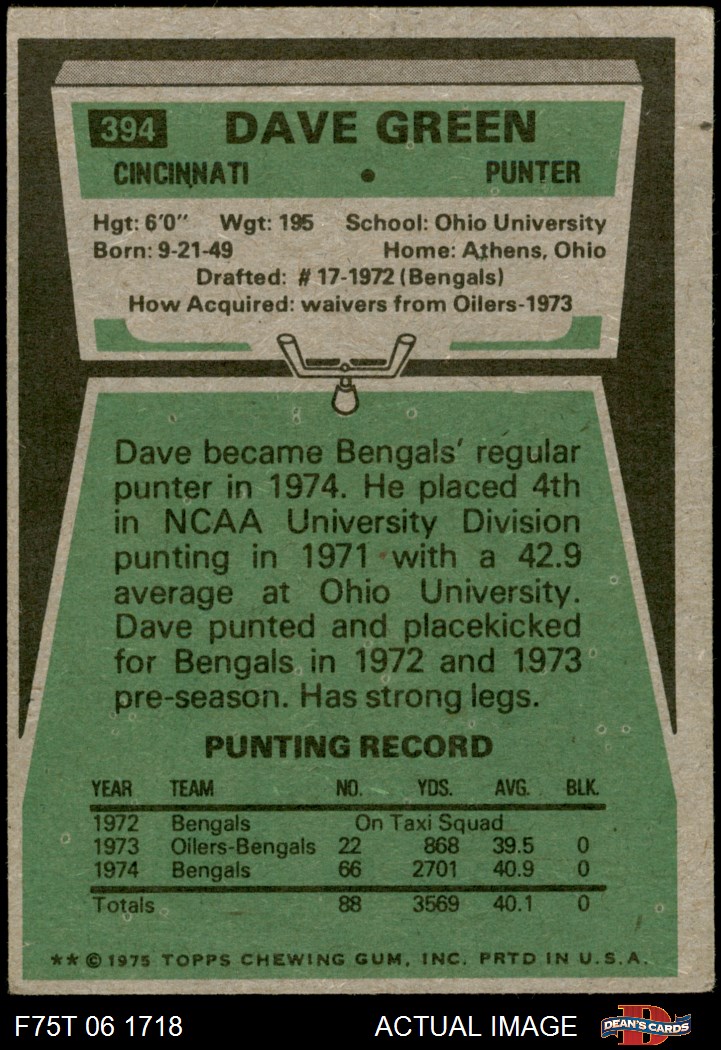 394 DAVE GREEN
CINCINNATI • PUNTER
Hgt: 6'0" Wgt: 195 School: Ohio University
Born: 9-21-49 Home: Athens, Ohio
Drafted: # 17-1972 (Bengals)
How Acquired: waivers from Oilers-1973
Dave became Bengals' regular
punter in 1974. He placed 4th
in NCAA University Division
punting in 1971 with a 42.9
average at Ohio University.
Dave punted and placekicked
for Bengals in 1972 and 1973
pre-season. Has strong legs.
PUNTING RECORD
YEAR TEAM NO. YDS. AVG. BLK.
1972 Bengals On Taxi Squad
1973 Oilers-Bengals 22 868 39.5 0
1974 Bengals 66 2701 40.9 0
Totals 88 3569 40.1 0
** © 1975 TOPPS CHEWING GUM, INC. PRTD IN U.S.A.
F75T 06 1718 ACTUAL IMAGE D DEAN'S CARDS